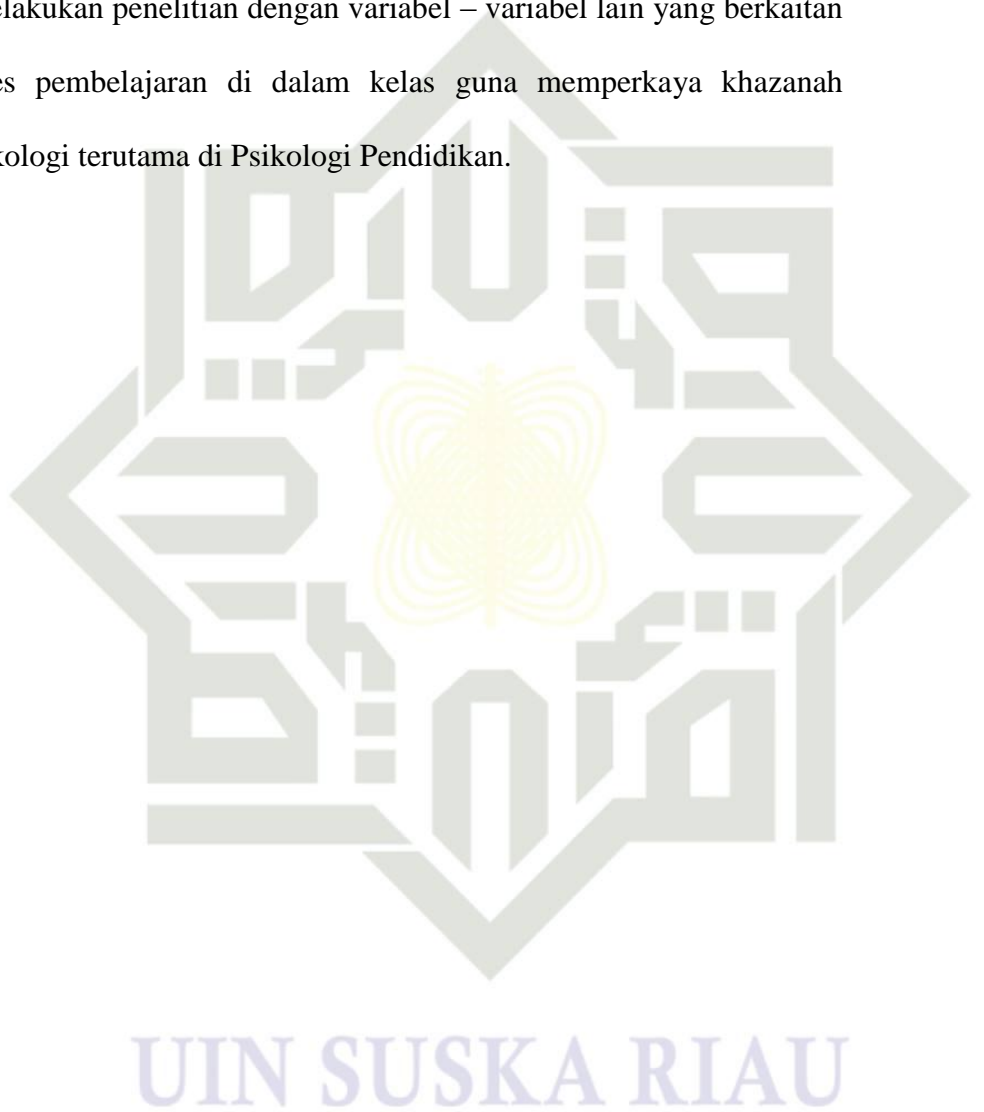 elakukan penelitian dengan variabel – variabel lain yang berkaitan
es pembelajaran di dalam kelas guna memperkaya khazanah
kologi terutama di Psikologi Pendidikan.
UIN SUSKA RIAU